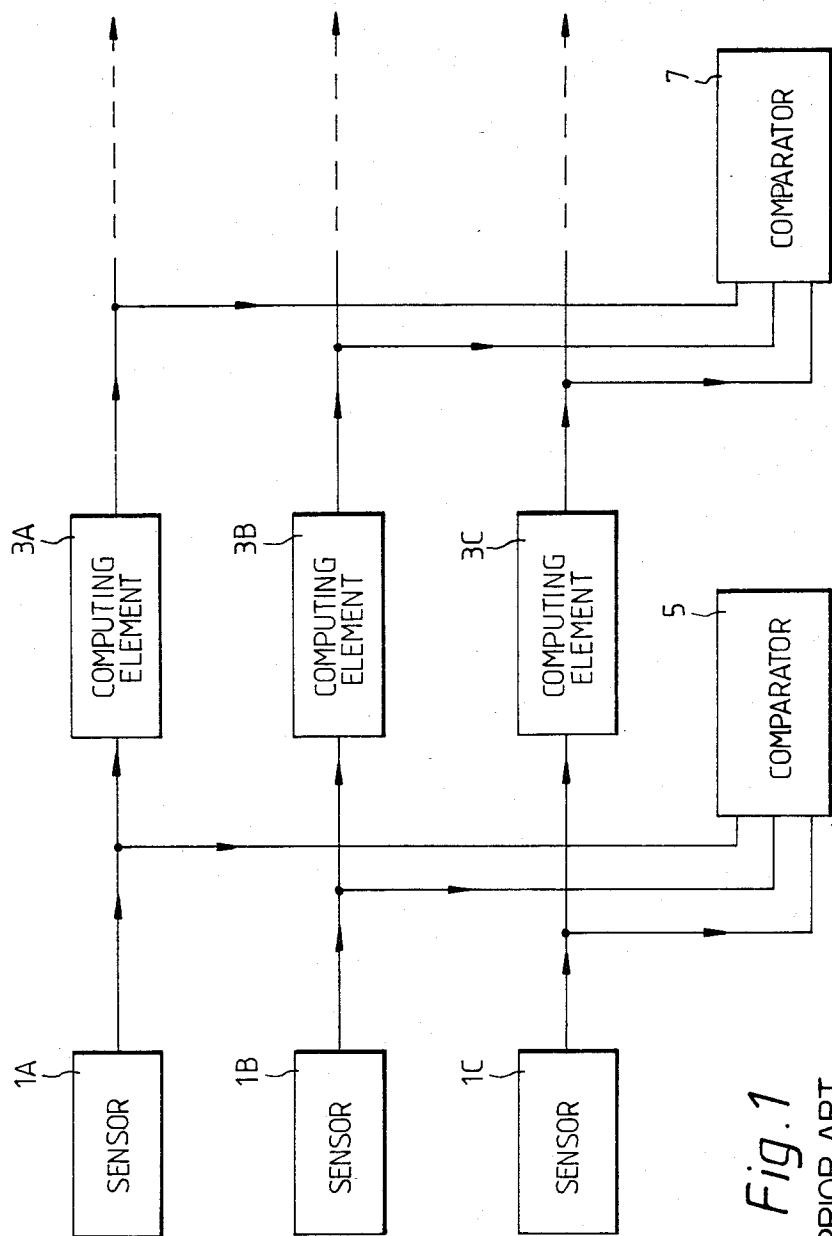 1A
SENSOR
3A
COMPUTING
ELEMENT
1B
SENSOR
3B
COMPUTING
ELEMENT
1C
SENSOR
3C
COMPUTING
ELEMENT
5
COMPARATOR
7
COMPARATOR
Fig. 1
PRIOR ART